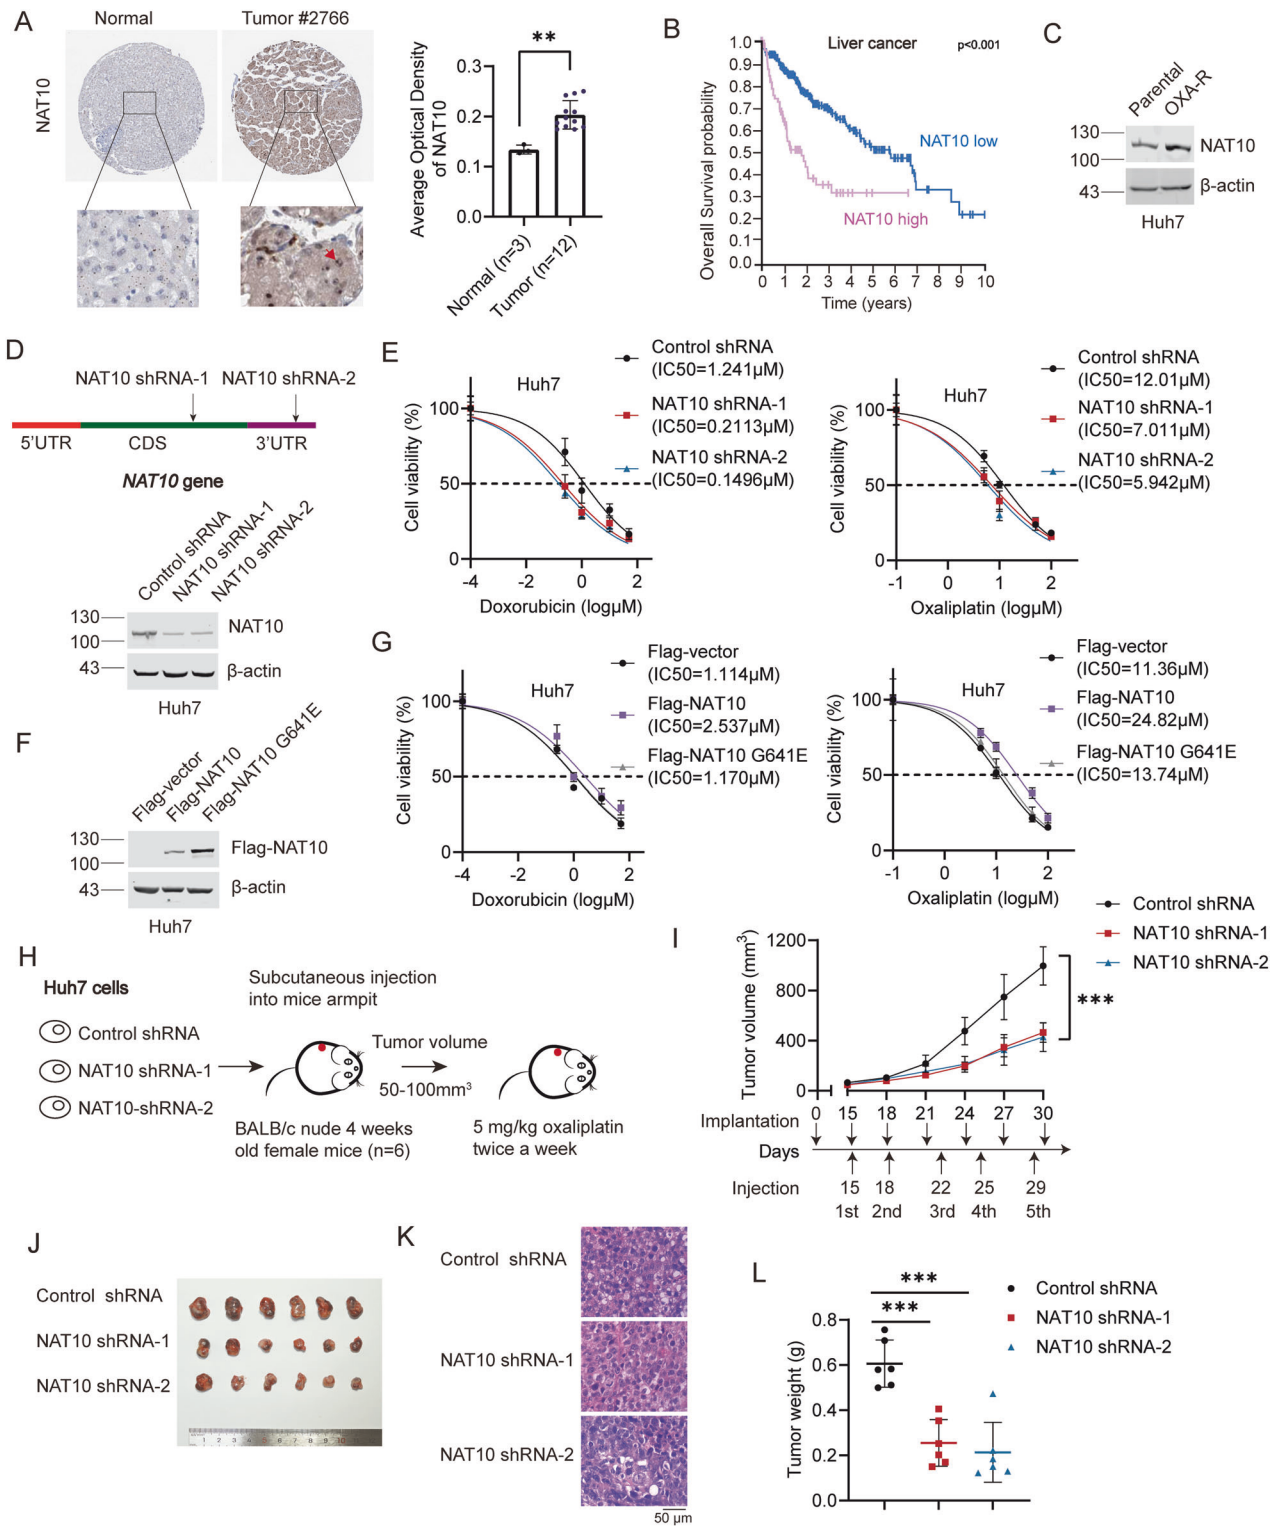 A
Normal
Tumor #2766
NAT10
**
Average Optical Density
of NAT10
0.3
0.2
0.1
0.0
Normal (n=3)
Tumor (n=12)
B
Liver cancer
p<0.001
Overall Survival probability
1.0
0.9
0.8
0.7
0.6
0.5
0.4
0.3
0.2
0.1
0.0
NAT10 low
NAT10 high
0 1 2 3 4 5 6 7 8 9 10
Time (years)
C
Parental
OXA-R
130
100
43
NAT10
β-actin
Huh7
D
NAT10 shRNA-1 NAT10 shRNA-2
5'UTR CDS 3'UTR
NAT10 gene
Control shRNA
NAT10 shRNA-1
NAT10 shRNA-2
130
100
43
NAT10
β-actin
Huh7
E
Huh7
Cell viability (%)
100
50
0
-4 -2 0 2
Doxorubicin (logμM)
Control shRNA
(IC50=1.241μM)
NAT10 shRNA-1
(IC50=0.2113μM)
NAT10 shRNA-2
(IC50=0.1496μM)
Huh7
Cell viability (%)
100
50
0
-1 0 1 2
Oxaliplatin (logμM)
Control shRNA
(IC50=12.01μM)
NAT10 shRNA-1
(IC50=7.011μM)
NAT10 shRNA-2
(IC50=5.942μM)
F
Flag-vector
Flag-NAT10
Flag-NAT10 G641E
130
100
43
Flag-NAT10
β-actin
Huh7
G
Huh7
Cell viability (%)
100
50
0
-4 -2 0 2
Doxorubicin (logμM)
Flag-vector
(IC50=1.114μM)
Flag-NAT10
(IC50=2.537μM)
Flag-NAT10 G641E
(IC50=1.170μM)
Huh7
Cell viability (%)
100
50
0
-1 0 1 2
Oxaliplatin (logμM)
Flag-vector
(IC50=11.36μM)
Flag-NAT10
(IC50=24.82μM)
Flag-NAT10 G641E
(IC50=13.74μM)
H
Huh7 cells
Control shRNA
NAT10 shRNA-1
NAT10-shRNA-2
Subcutaneous injection
into mice armpit
Tumor volume
50-100mm³
BALB/c nude 4 weeks
old female mice (n=6)
5 mg/kg oxaliplatin
twice a week
I
Control shRNA
NAT10 shRNA-1
NAT10 shRNA-2
***
Tumor volume (mm³)
1200
800
400
0
Implantation 0 15 18 21 24 27 30
Days
Injection 15 18 22 25 29
1st 2nd 3rd 4th 5th
J
Control shRNA
NAT10 shRNA-1
NAT10 shRNA-2
1 2 3 4 5 6 7 8 9 10
K
Control shRNA
NAT10 shRNA-1
NAT10 shRNA-2
50 μm
L
***
***
Control shRNA
NAT10 shRNA-1
NAT10 shRNA-2
Tumor weight (g)
0.8
0.6
0.4
0.2
0.0